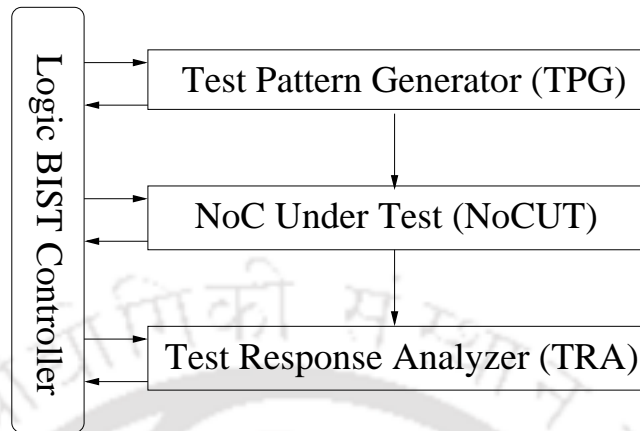 Logic BIST Controller
Test Pattern Generator (TPG)
NoC Under Test (NoCUT)
Test Response Analyzer (TRA)